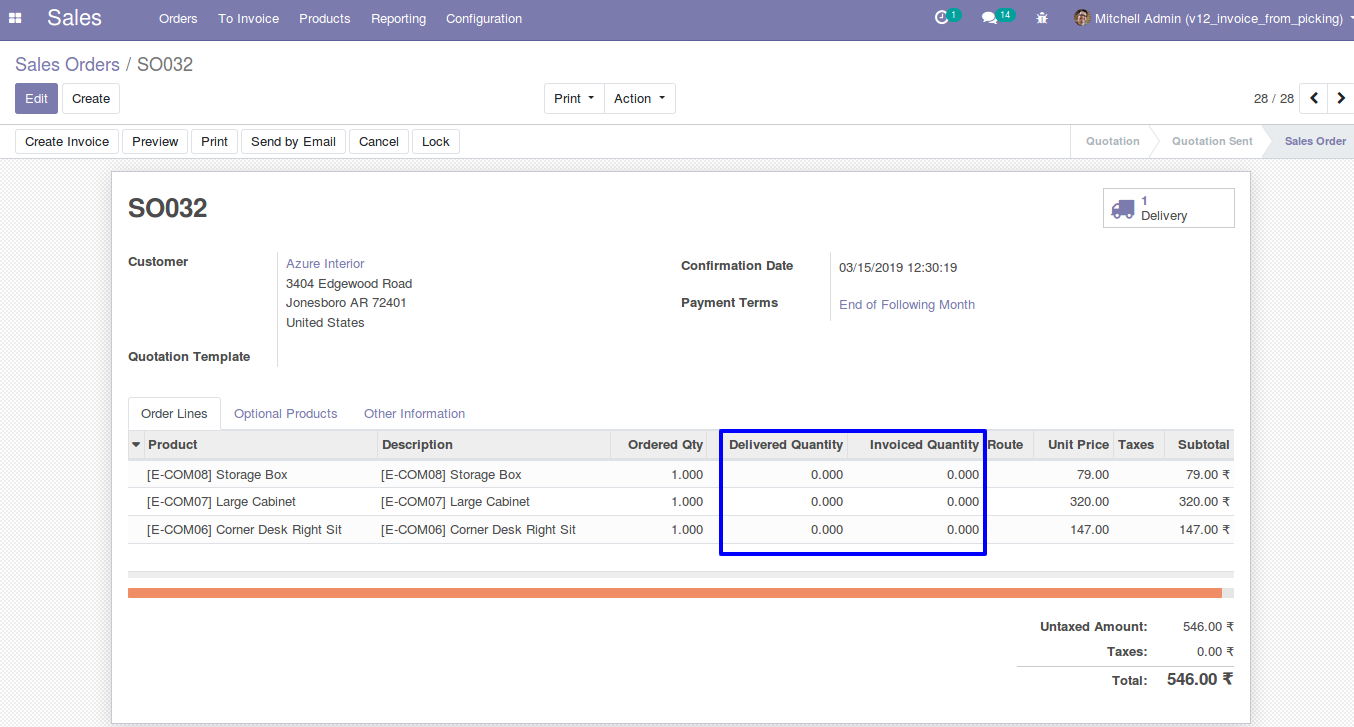 Sales Orders To Invoice Products Reporting Configuration 1 14 Mitchell Admin (v12_invoice_from_picking)
Sales Orders / SO032
Edit Create Print Action 28 / 28
Create Invoice Preview Print Send by Email Cancel Lock Quotation Quotation Sent Sales Order
SO032
1
Delivery
Customer
Azure Interior
3404 Edgewood Road
Jonesboro AR 72401
United States
Confirmation Date 03/15/2019 12:30:19
Payment Terms End of Following Month
Quotation Template
Order Lines Optional Products Other Information
Product Description Ordered Qty Delivered Quantity Invoiced Quantity Route Unit Price Taxes Subtotal
[E-COM08] Storage Box [E-COM08] Storage Box 1.000 0.000 0.000 79.00 79.00 ₹
[E-COM07] Large Cabinet [E-COM07] Large Cabinet 1.000 0.000 0.000 320.00 320.00 ₹
[E-COM06] Corner Desk Right Sit [E-COM06] Corner Desk Right Sit 1.000 0.000 0.000 147.00 147.00 ₹
Untaxed Amount: 546.00 ₹
Taxes: 0.00 ₹
Total: 546.00 ₹